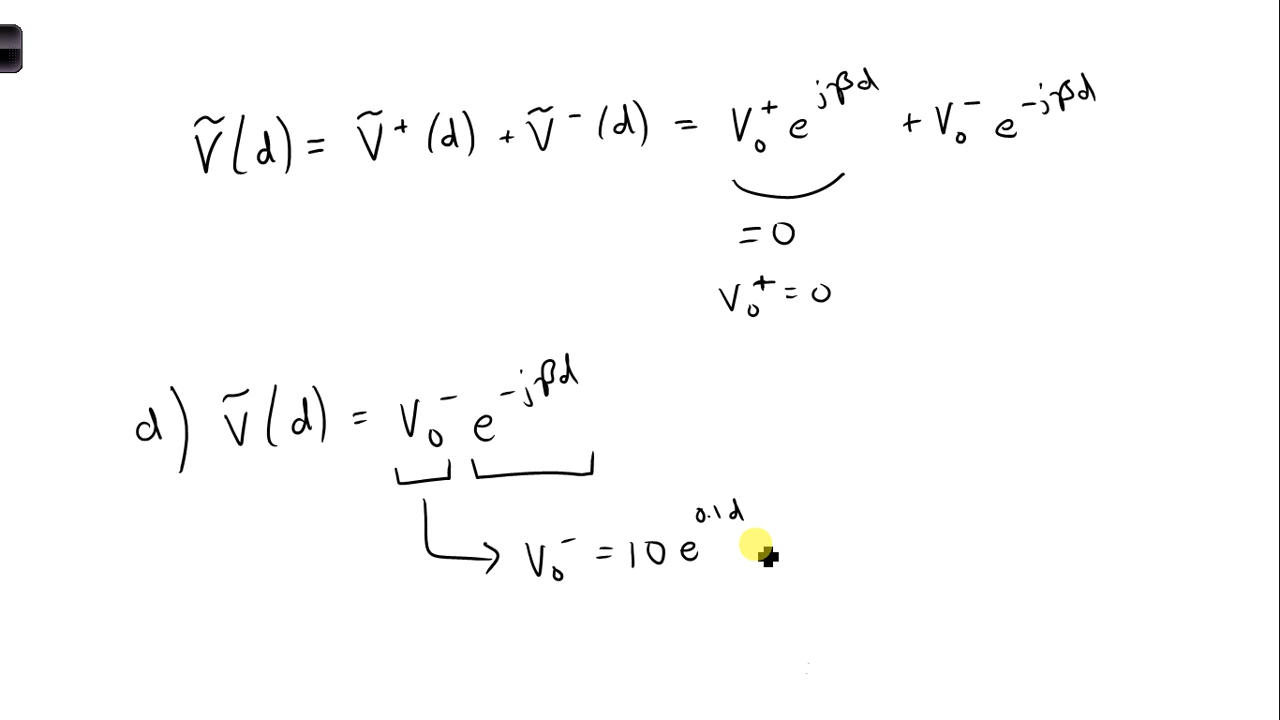 Ṽ(d) = Ṽ⁺(d) + Ṽ⁻(d) = V₀⁺ e^{jβd} + V₀⁻ e^{-jβd}
= 0
V₀⁺ = 0
d) Ṽ(d) = V₀⁻ e^{-jβd}
V₀⁻ = 10 e^{0.1d}